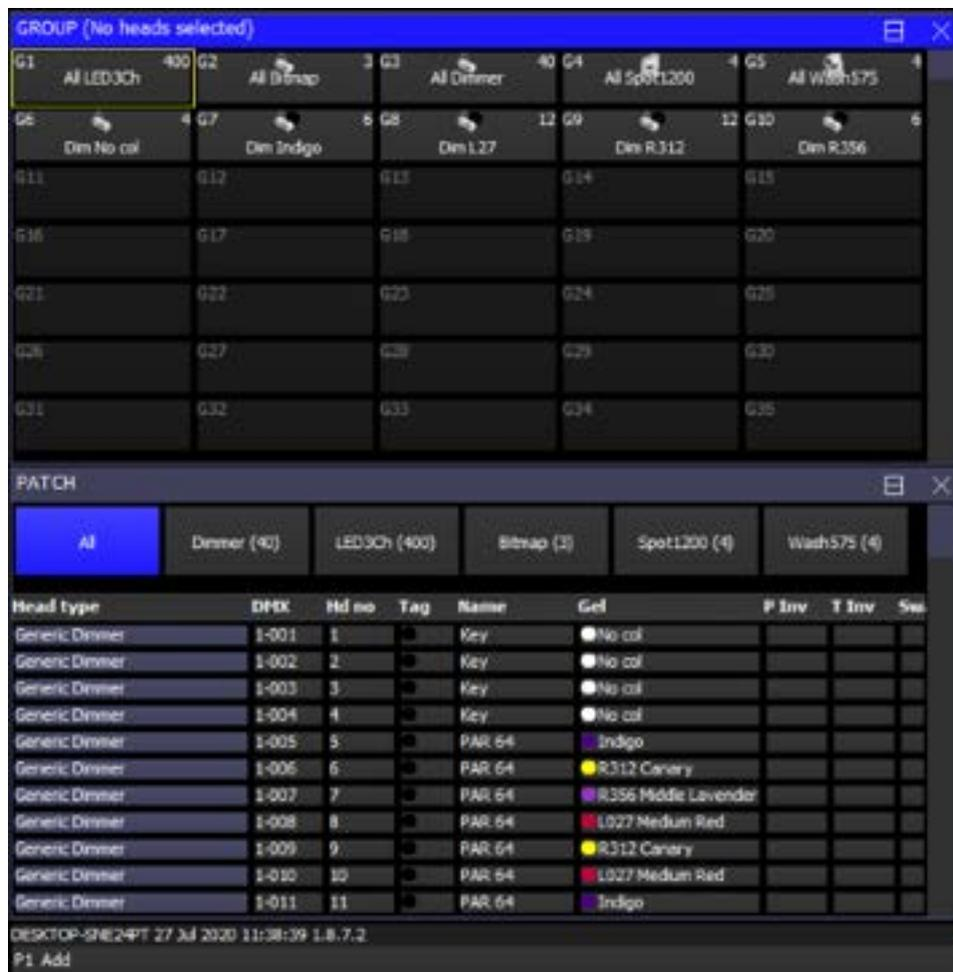 GROUP (No heads selected)
G1 400 G2 3 G3 40 G4 4 G5 4
All LED3Ch All Bitmap All Dimmer All Spot1200 All Wash575
G6 4 G7 6 G8 12 G9 12 G10 6
Dim No col Dim Indigo Dim L27 Dim R312 Dim R356
G11 G12 G13 G14 G15
G16 G17 G18 G19 G20
G21 G22 G23 G24 G25
G26 G27 G28 G29 G30
G31 G32 G33 G34 G35
PATCH
All Dimmer (40) LED3Ch (400) Bitmap (3) Spot1200 (4) Wash575 (4)
Head type DMX Hd no Tag Name Gel P Inv T Inv Swa
Generic Dimmer 1-001 1 Key No col
Generic Dimmer 1-002 2 Key No col
Generic Dimmer 1-003 3 Key No col
Generic Dimmer 1-004 4 Key No col
Generic Dimmer 1-005 5 PAR 64 Indigo
Generic Dimmer 1-006 6 PAR 64 R312 Canary
Generic Dimmer 1-007 7 PAR 64 R356 Middle Lavender
Generic Dimmer 1-008 8 PAR 64 L027 Medium Red
Generic Dimmer 1-009 9 PAR 64 R312 Canary
Generic Dimmer 1-010 10 PAR 64 L027 Medium Red
Generic Dimmer 1-011 11 PAR 64 Indigo
DESKTOP-SNE24PT 27 Jul 2020 11:38:39 1.8.7.2
P1 Add